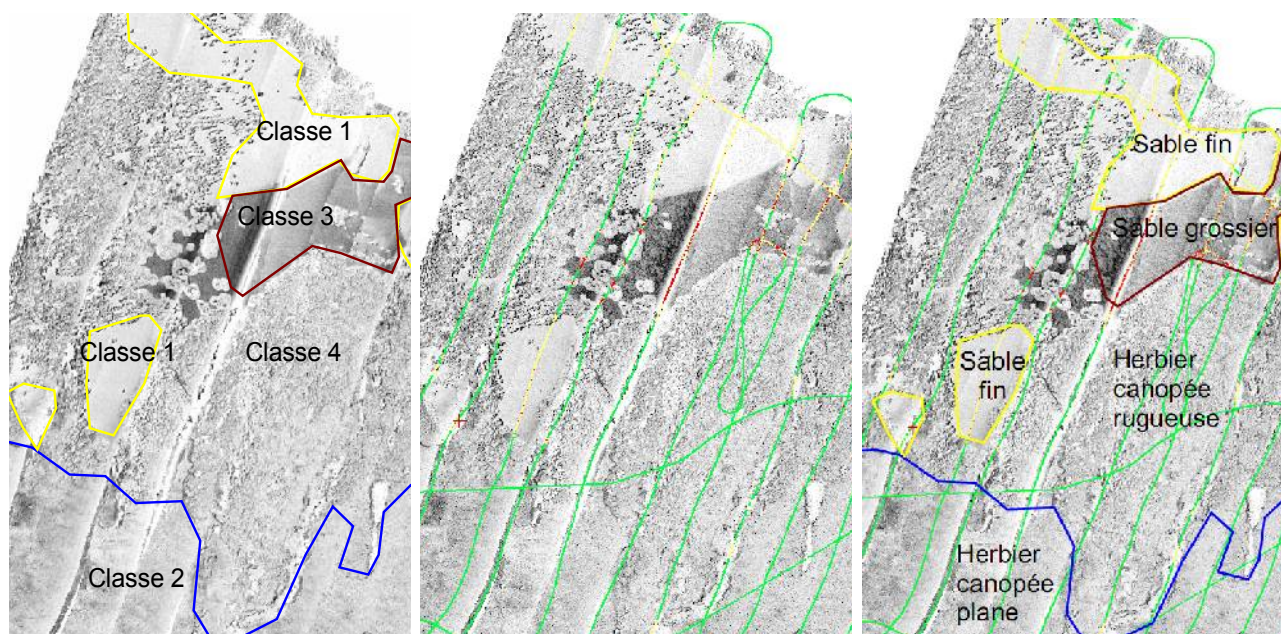 Classe 1
Classe 3
Classe 1
Classe 4
Classe 2
Sable fin
Sable grossier
Sable
fin
Herbier
canopée
rugueuse
Herbier
canopée
plane